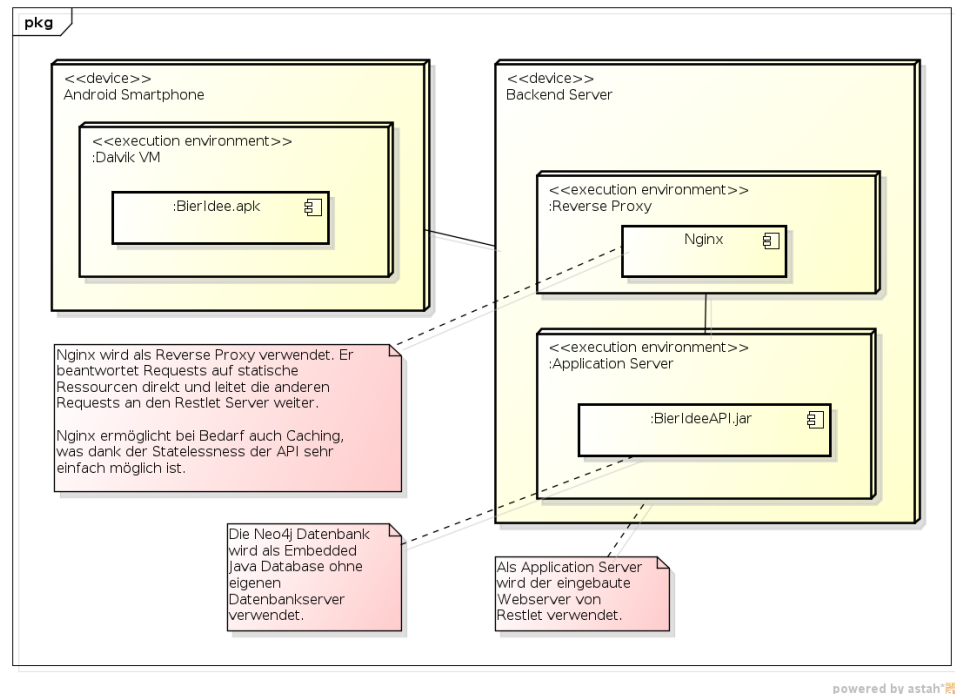 pkg
<<device>>
Android Smartphone
<<execution environment>>
:Dalvik VM
:BierIdee.apk
<<device>>
Backend Server
<<execution environment>>
:Reverse Proxy
Nginx
<<execution environment>>
:Application Server
:BierIdeeAPI.jar
Nginx wird als Reverse Proxy verwendet. Er
beantwortet Requests auf statische
Ressourcen direkt und leitet die anderen
Requests an den Restlet Server weiter.
Nginx ermöglicht bei Bedarf auch Caching,
was dank der Statelessness der API sehr
einfach möglich ist.
Die Neo4j Datenbank
wird als Embedded
Java Database ohne
eigenen
Datenbankserver
verwendet.
Als Application Server
wird der eingebaute
Webserver von
Restlet verwendet.
powered by astah*